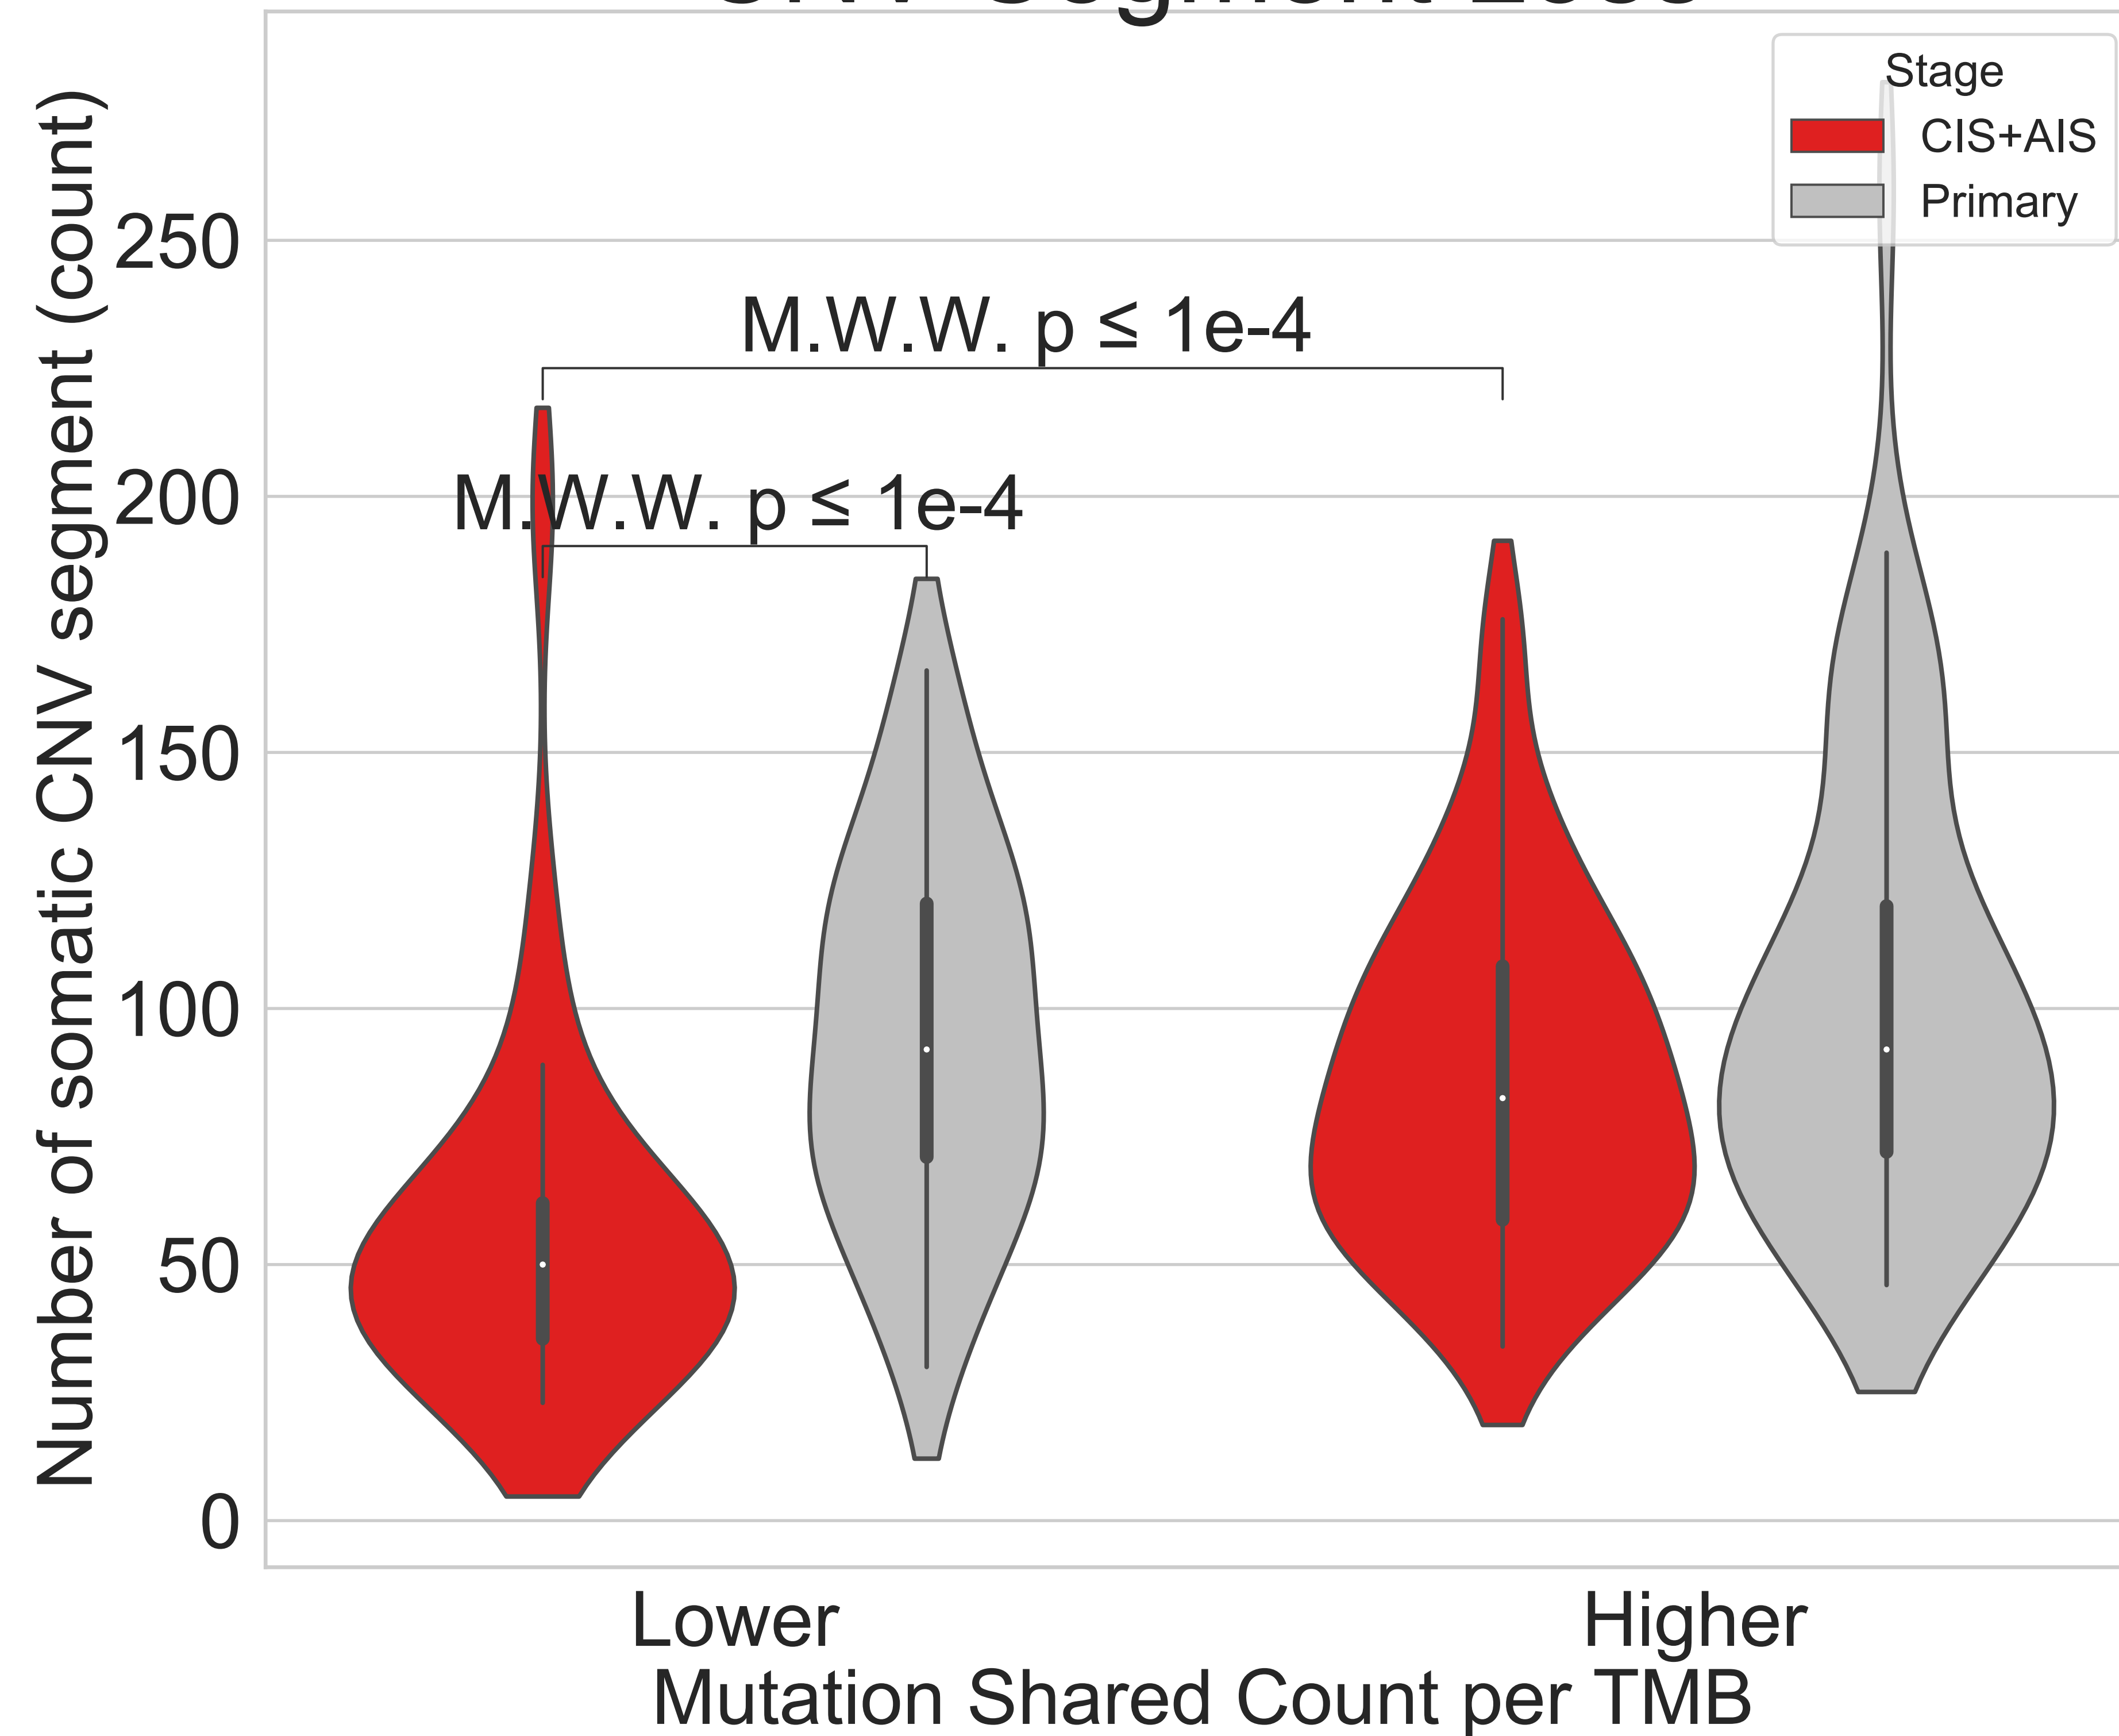 Stage
CIS+AIS
Primary
Number of somatic CNV segment (count)
250
200
150
100
50
0
M.W.W. p ≤ 1e-4
M.W.W. p ≤ 1e-4
Lower
Higher
Mutation Shared Count per TMB